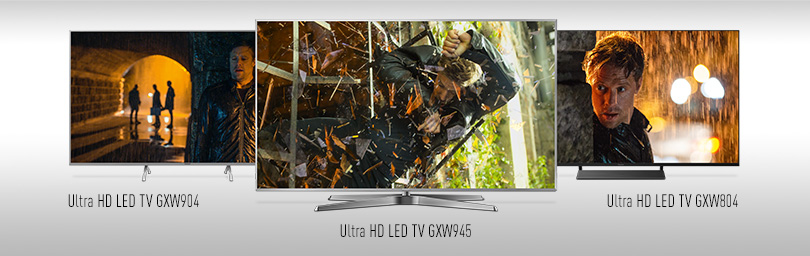 Ultra HD LED TV GXW904
Ultra HD LED TV GXW945
Ultra HD LED TV GXW804